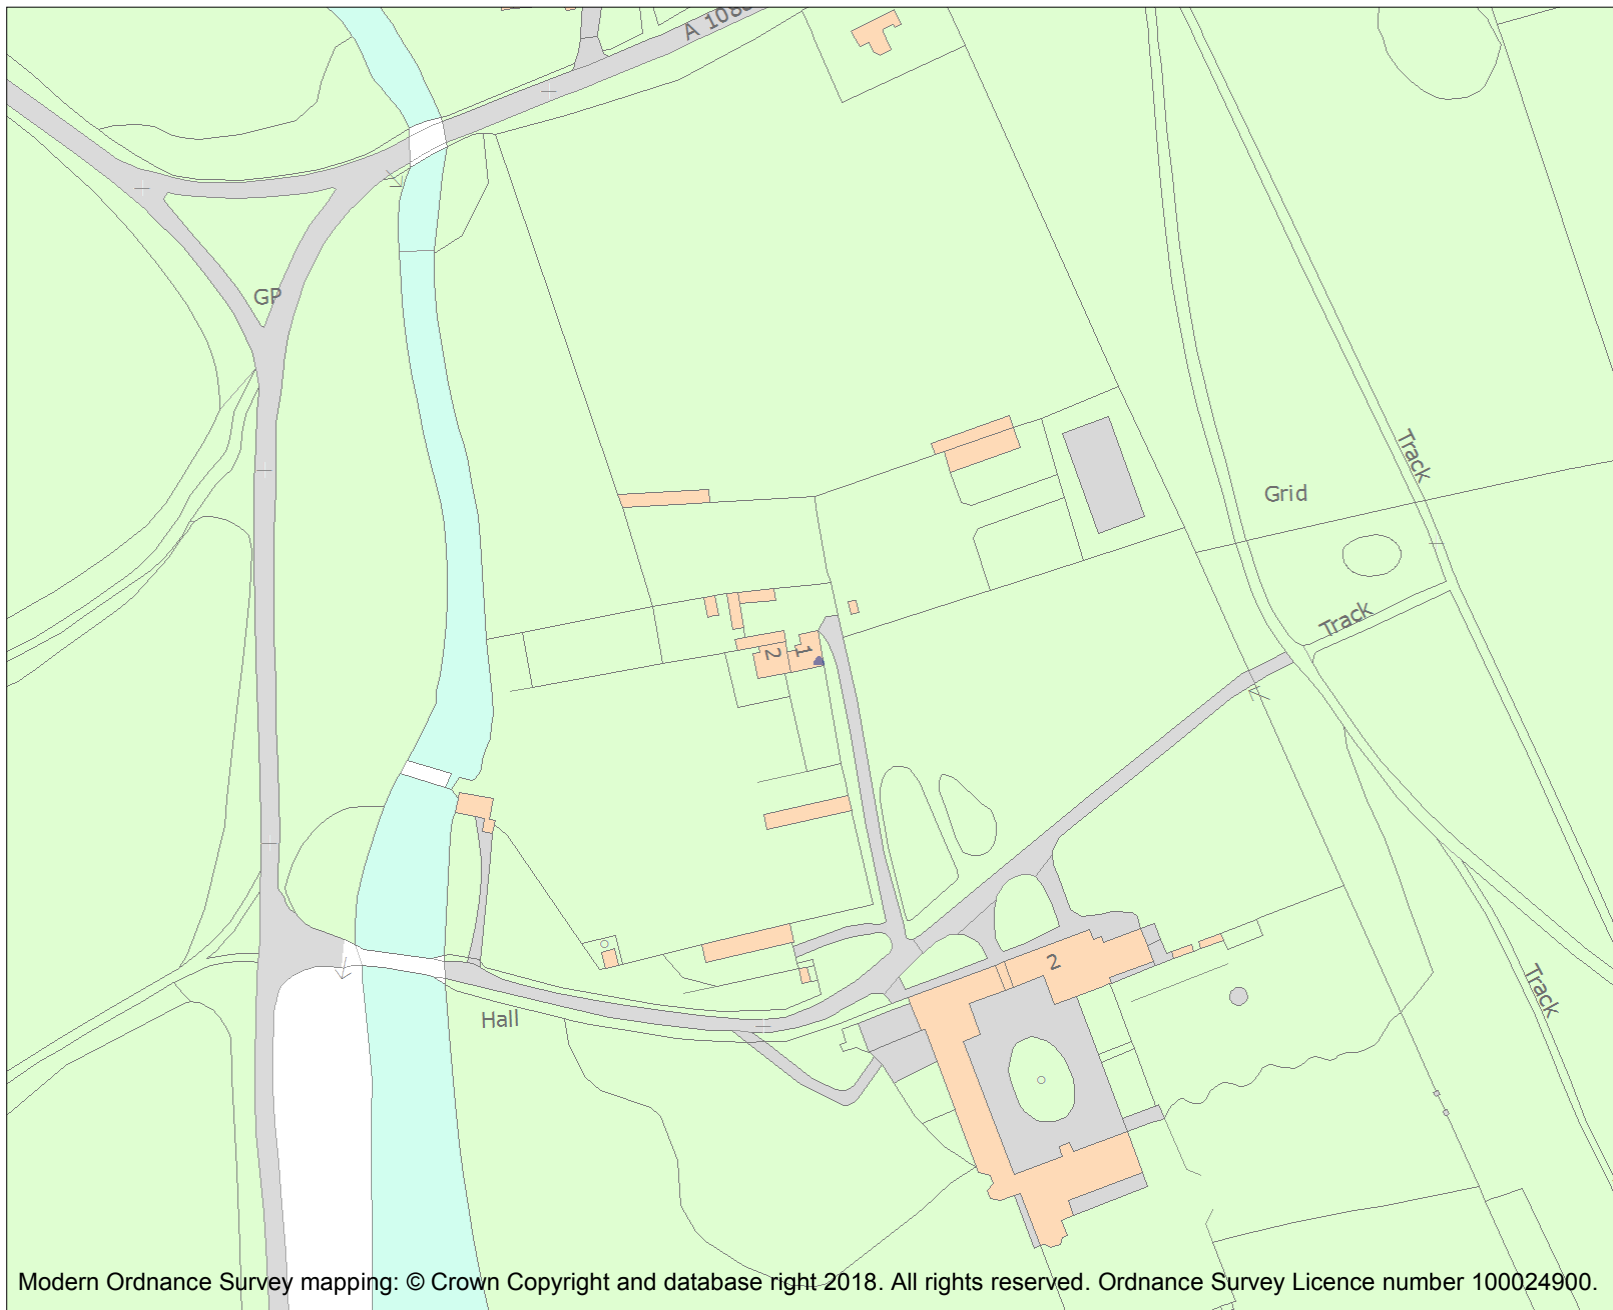 A 108
GP
Track
Grid
Track
1
2
2
Track
Hall
Modern Ordnance Survey mapping: © Crown Copyright and database right 2018. All rights reserved. Ordnance Survey Licence number 100024900.